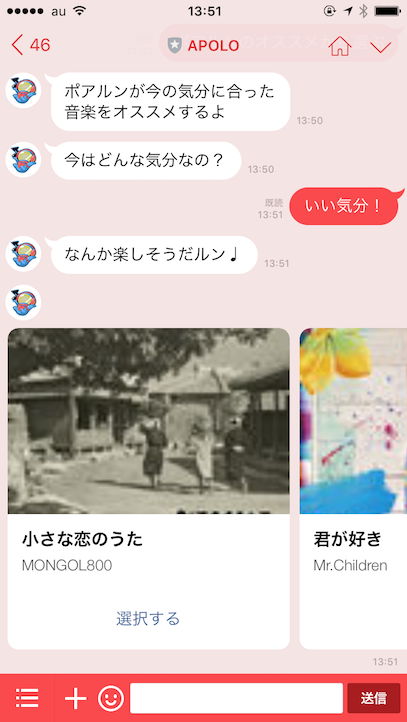 au 13:51
46 APOLO
ポアルンが今の気分に合った
音楽をオススメするよ
13:50
今はどんな気分なの？
13:50
既読
13:51
いい気分！
なんか楽しそうだルン♩
13:51
小さな恋のうた
MONGOL800
選択する
君が好き
Mr.Children
13:51
送信